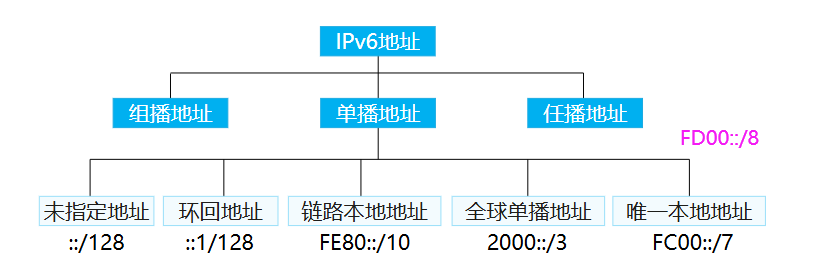 IPv6地址
组播地址
单播地址
任播地址
FD00::/8
未指定地址
环回地址
链路本地地址
全球单播地址
唯一本地地址
::/128
::1/128
FE80::/10
2000::/3
FC00::/7